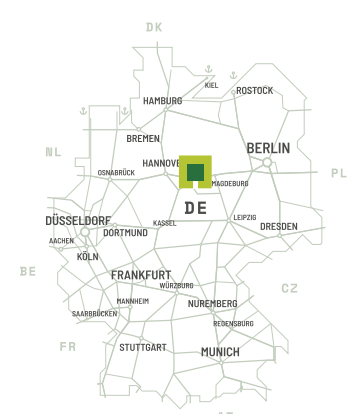 DK
KIEL
ROSTOCK
HAMBURG
BREMEN
BERLIN
NL
HANNOVE
OSNABRÜCK
PL
MAGDEBURG
DE
DÜSSELDORF
KASSEL
LEIPZIG
DORTMUND
DRESDEN
AACHEN
KÖLN
BE
FRANKFURT
WÜRZBURG
CZ
MANNHEIM
NUREMBERG
SAARBRÜCKEN
REGENSBURG
FR
STUTTGART
MUNICH